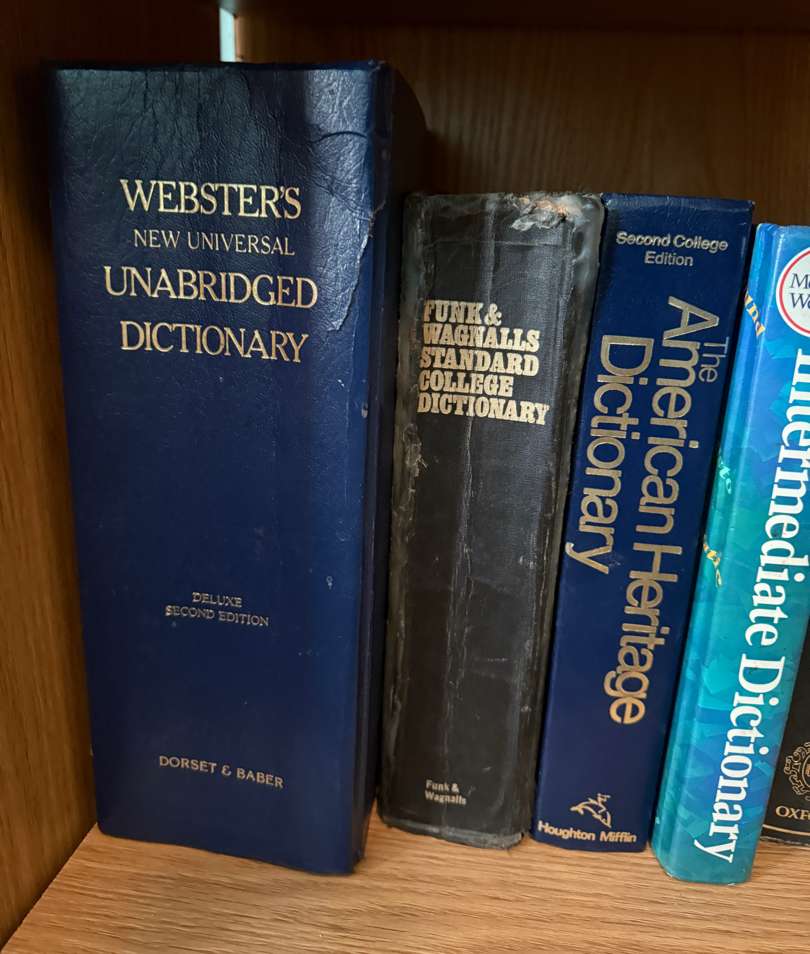 WEBSTER'S
NEW UNIVERSAL
UNABRIDGED
DICTIONARY
DELUXE
SECOND EDITION
DORSET & BABER
FUNK &
WAGNALLS
STANDARD
COLLEGE
DICTIONARY
Funk &
Wagnalls
Second College
Edition
The
American Heritage
Dictionary
Houghton Mifflin
Intermediate Dictionary